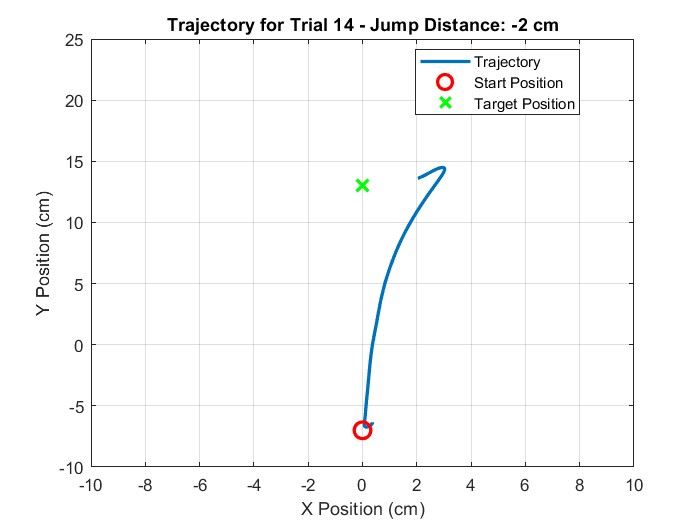 Trajectory for Trial 14 - Jump Distance: -2 cm
25
20
15
10
5
0
-5
-10
Y Position (cm)
Trajectory
Start Position
Target Position
-10 -8 -6 -4 -2 0 2 4 6 8 10
X Position (cm)